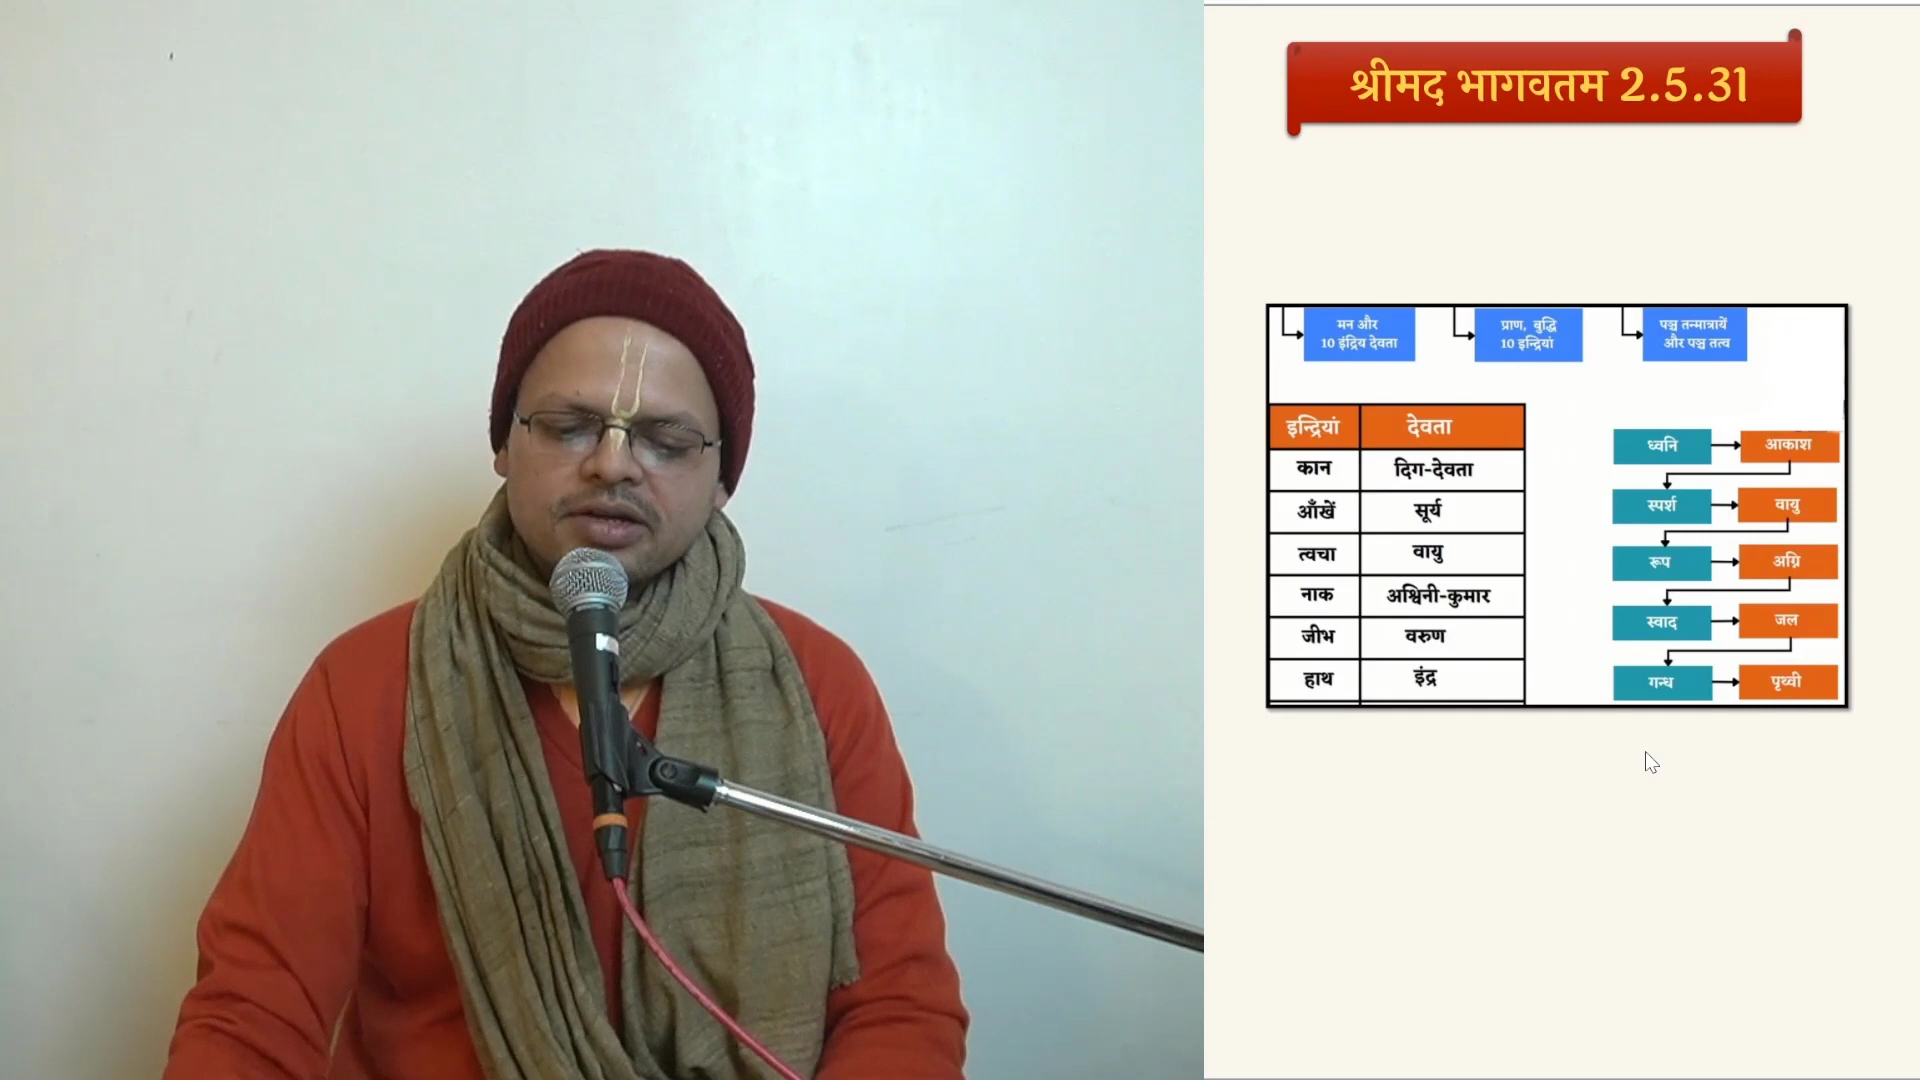 श्रीमद भागवतम 2.5.31
मन और
10 इंद्रिय देवता
प्राण, बुद्धि
10 इन्द्रियां
पञ्च तन्मात्रायें
और पञ्च तत्व
इन्द्रियां देवता
कान दिग-देवता
आँखें सूर्य
त्वचा वायु
नाक अश्विनी-कुमार
जीभ वरुण
हाथ इंद्र
ध्वनि आकाश
स्पर्श वायु
रूप अग्नि
स्वाद जल
गन्ध पृथ्वी